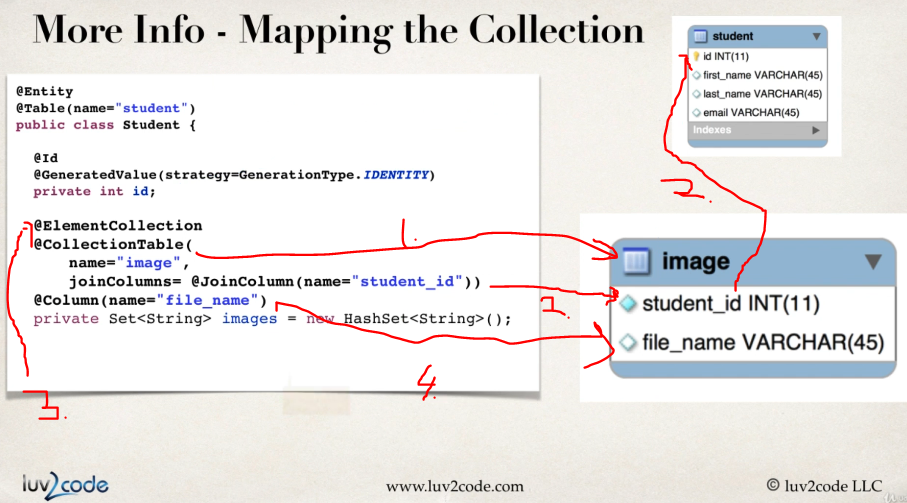 More Info - Mapping the Collection
@Entity
@Table(name="student")
public class Student {
@Id
@GeneratedValue(strategy=GenerationType.IDENTITY)
private int id;
@ElementCollection
@CollectionTable(
name="image",
joinColumns= @JoinColumn(name="student_id"))
@Column(name="file_name")
private Set<String> images = new HashSet<String>();
student
id INT(11)
first_name VARCHAR(45)
last_name VARCHAR(45)
email VARCHAR(45)
Indexes
image
student_id INT(11)
file_name VARCHAR(45)
1.
2.
2.
3.
4.
luv2code
www.luv2code.com
© luv2code LLC